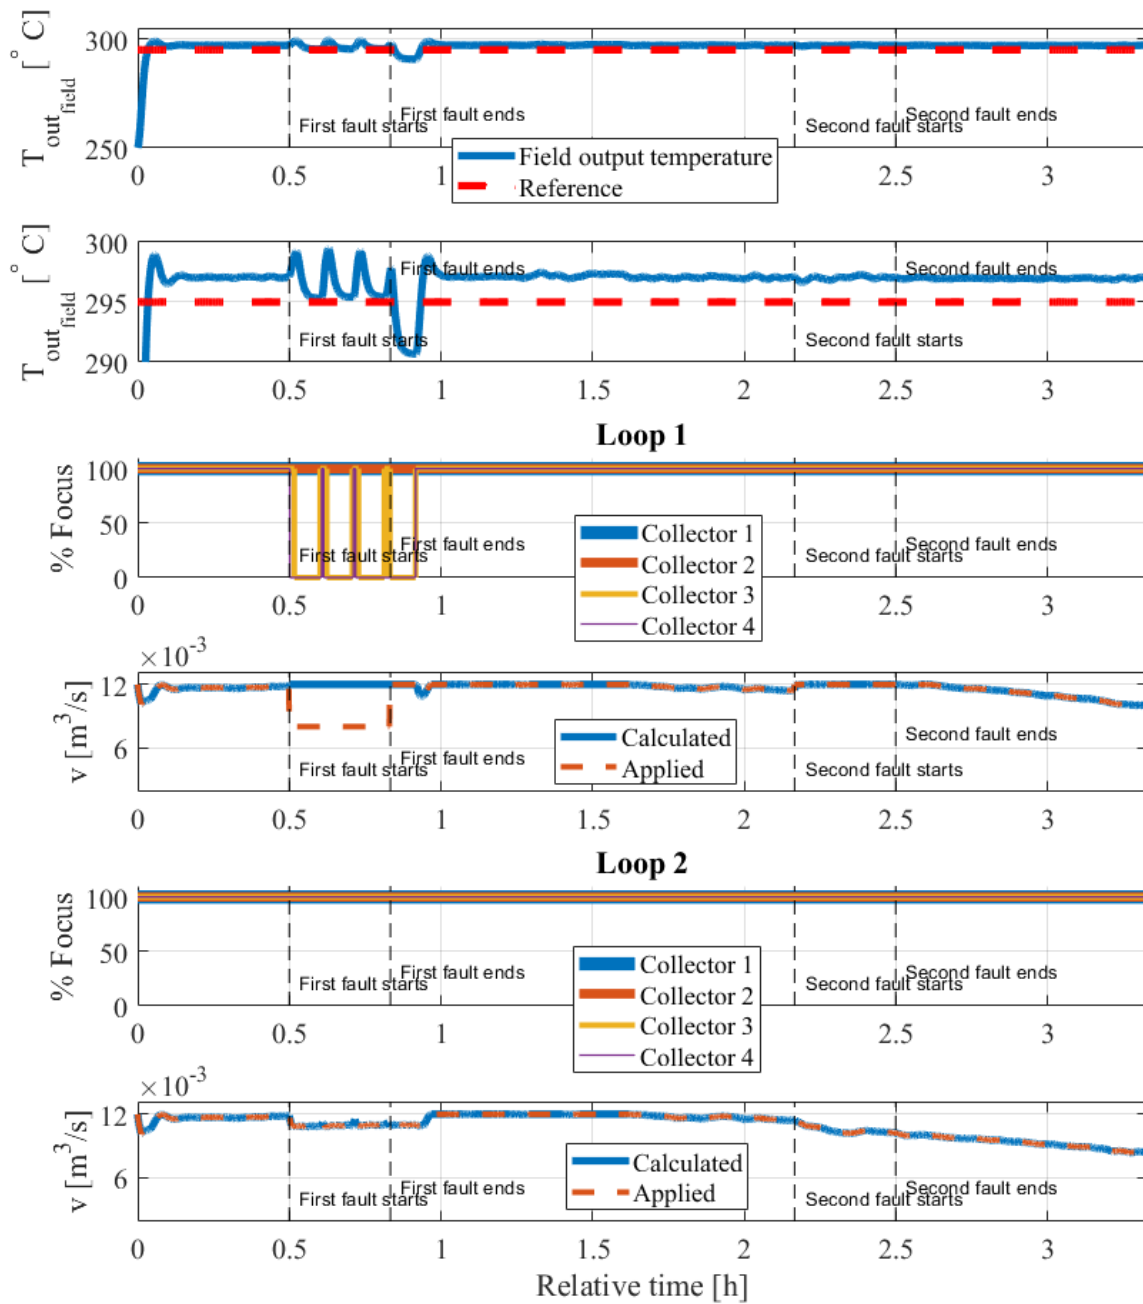 T out_field [° C]
300
250
First fault starts
First fault ends
Second fault starts
Second fault ends
0 0.5 1 1.5 2 2.5 3
Field output temperature
Reference
T out_field [° C]
300
295
290
First fault ends
Second fault ends
First fault starts
Second fault starts
0 0.5 1 1.5 2 2.5 3
Loop 1
% Focus
100
50
0
First fault starts
First fault ends
Second fault starts
Second fault ends
Collector 1
Collector 2
Collector 3
Collector 4
0 0.5 1 2 2.5 3
×10⁻³
v [m³/s]
12
6
Calculated
Applied
First fault starts
First fault ends
Second fault ends
Second fault starts
0 0.5 1 1.5 2 2.5 3
Loop 2
% Focus
100
50
0
First fault starts
First fault ends
Second fault starts
Second fault ends
Collector 1
Collector 2
Collector 3
Collector 4
0 0.5 1 2 2.5 3
×10⁻³
v [m³/s]
12
6
Calculated
Applied
First fault starts
First fault ends
Second fault starts
Second fault ends
0 0.5 1 1.5 2 2.5 3
Relative time [h]